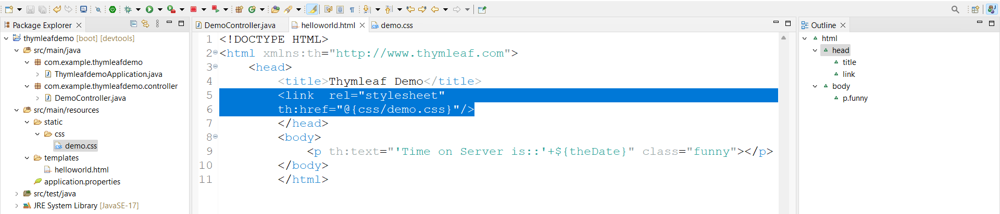 Package Explorer
thymleafdemo [boot] [devtools]
src/main/java
com.example.thymleafdemo
ThymleafdemoApplication.java
com.example.thymleafdemo.controller
DemoController.java
src/main/resources
static
css
demo.css
templates
helloworld.html
application.properties
src/test/java
JRE System Library [JavaSE-17]
DemoController.java helloworld.html demo.css
1 <!DOCTYPE HTML>
2 <html xmlns:th="http://www.thymleaf.com">
3 <head>
4 <title>Thymleaf Demo</title>
5 <link rel="stylesheet"
6 th:href="@{css/demo.css}"/>
7 </head>
8 <body>
9 <p th:text="'Time on Server is::'+${theDate}" class="funny"></p>
10 </body>
11 </html>
Outline
html
head
title
link
body
p.funny